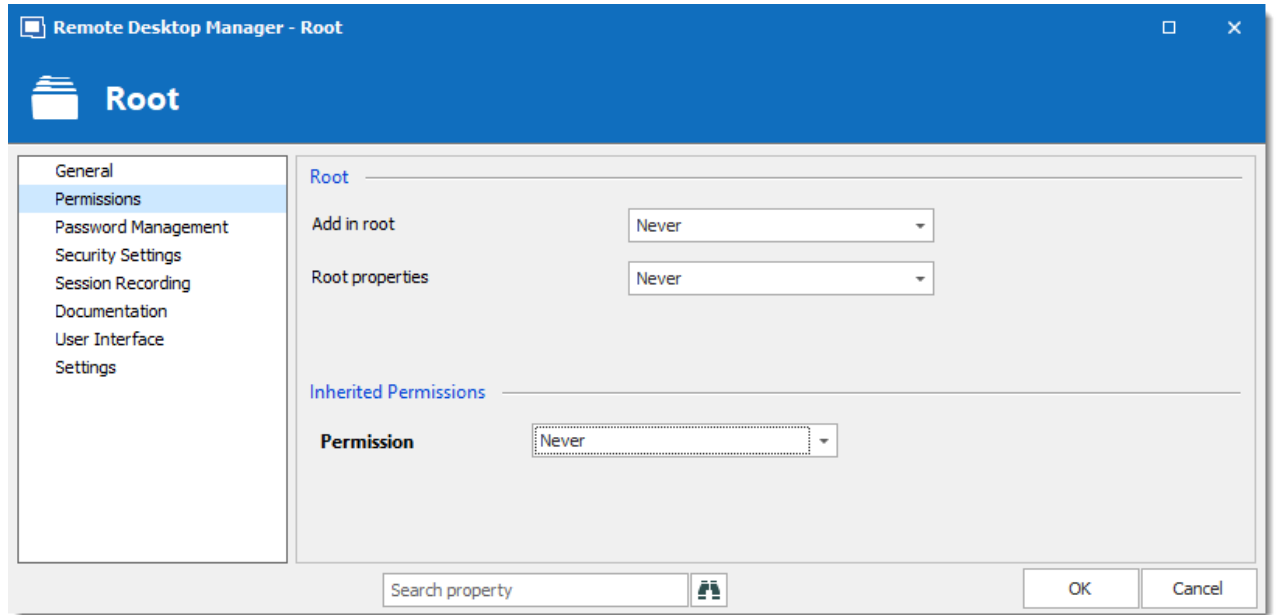 Remote Desktop Manager - Root
Root
General
Permissions
Password Management
Security Settings
Session Recording
Documentation
User Interface
Settings
Root
Add in root Never
Root properties Never
Inherited Permissions
Permission Never
Search property
OK Cancel